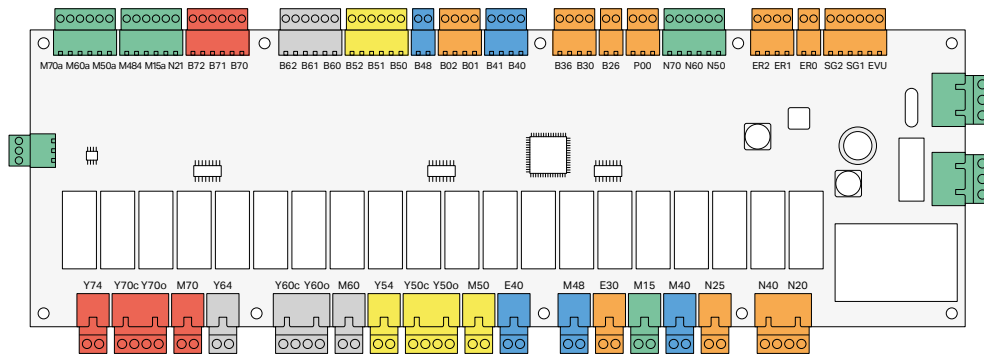 M70a M60a M50a M484 M15a N21 B72 B71 B70 B62 B61 B60 B52 B51 B50 B48 B02 B01 B41 B40 B36 B30 B26 P00 N70 N60 N50 ER2 ER1 ER0 SG2 SG1 EVU
Y74 Y70c Y70o M70 Y64 Y60c Y60o M60 Y54 Y50c Y50o M50 E40 M48 E30 M15 M40 N25 N40 N20